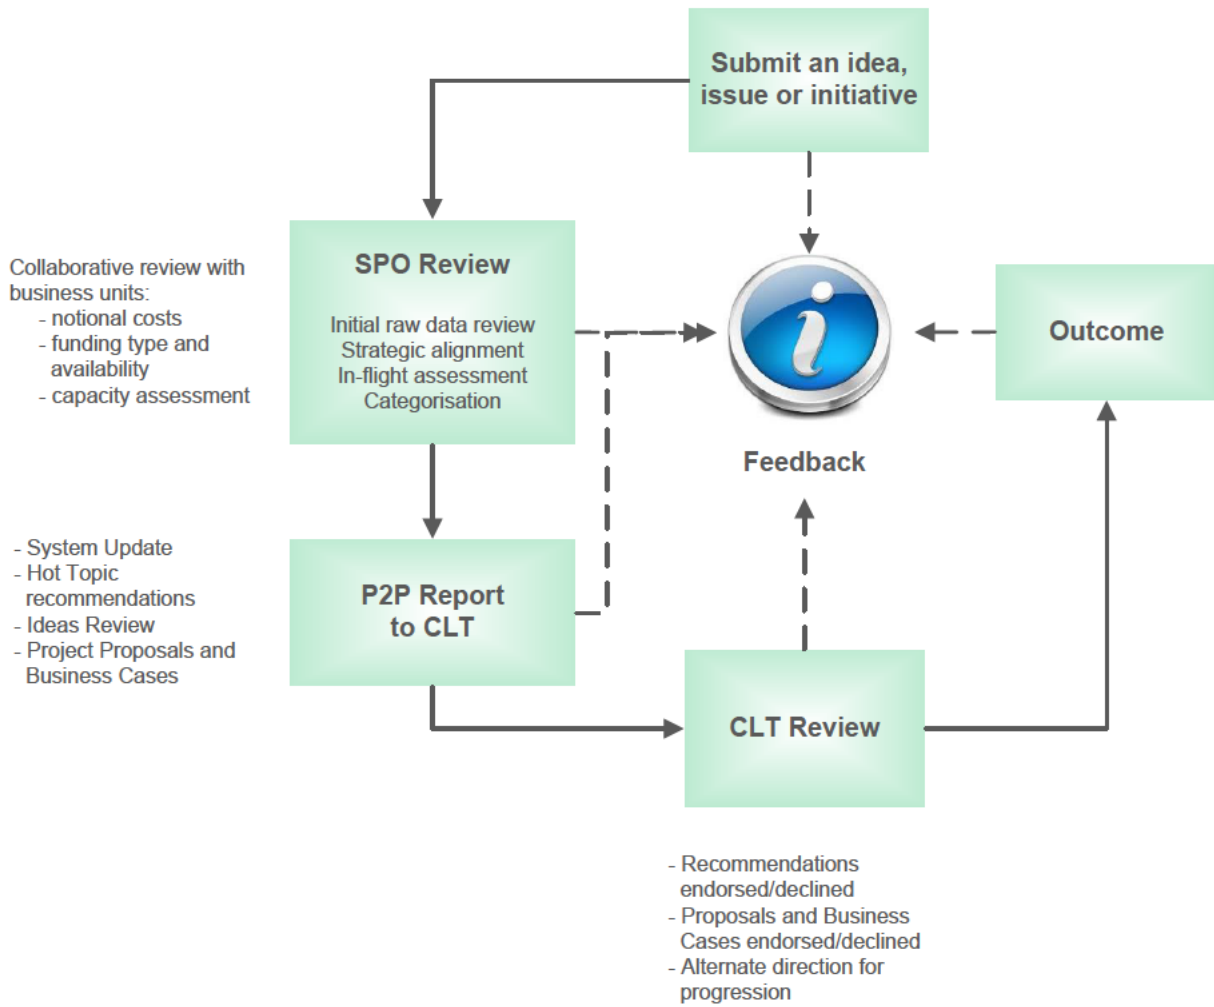 Submit an idea,
issue or initiative
SPO Review
Initial raw data review
Strategic alignment
In-flight assessment
Categorisation
Collaborative review with
business units:
- notional costs
- funding type and
availability
- capacity assessment
Outcome
Feedback
P2P Report
to CLT
- System Update
- Hot Topic
recommendations
- Ideas Review
- Project Proposals and
Business Cases
CLT Review
- Recommendations
endorsed/declined
- Proposals and Business
Cases endorsed/declined
- Alternate direction for
progression